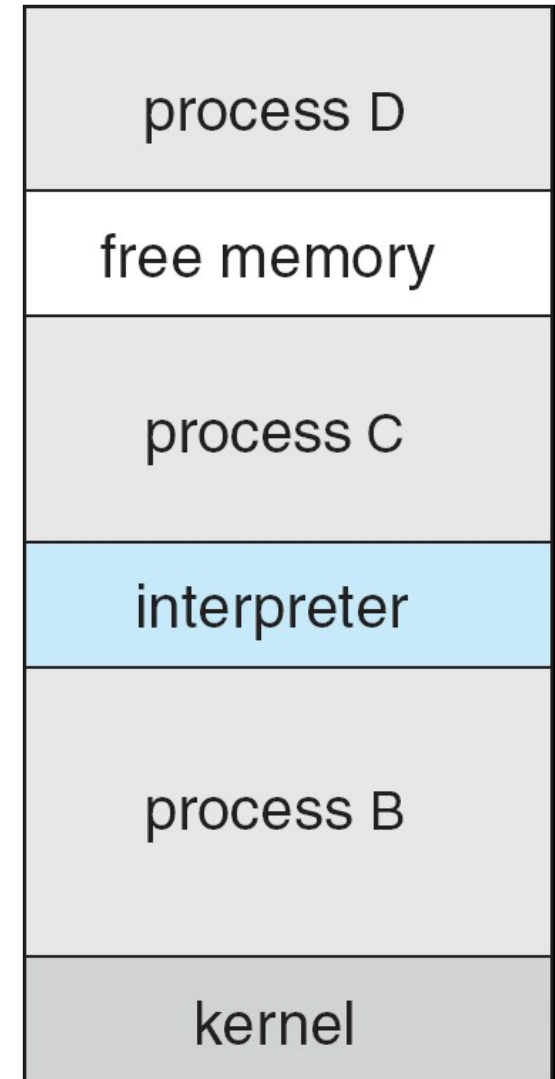 process D
free memory
process C
interpreter
process B
kernel